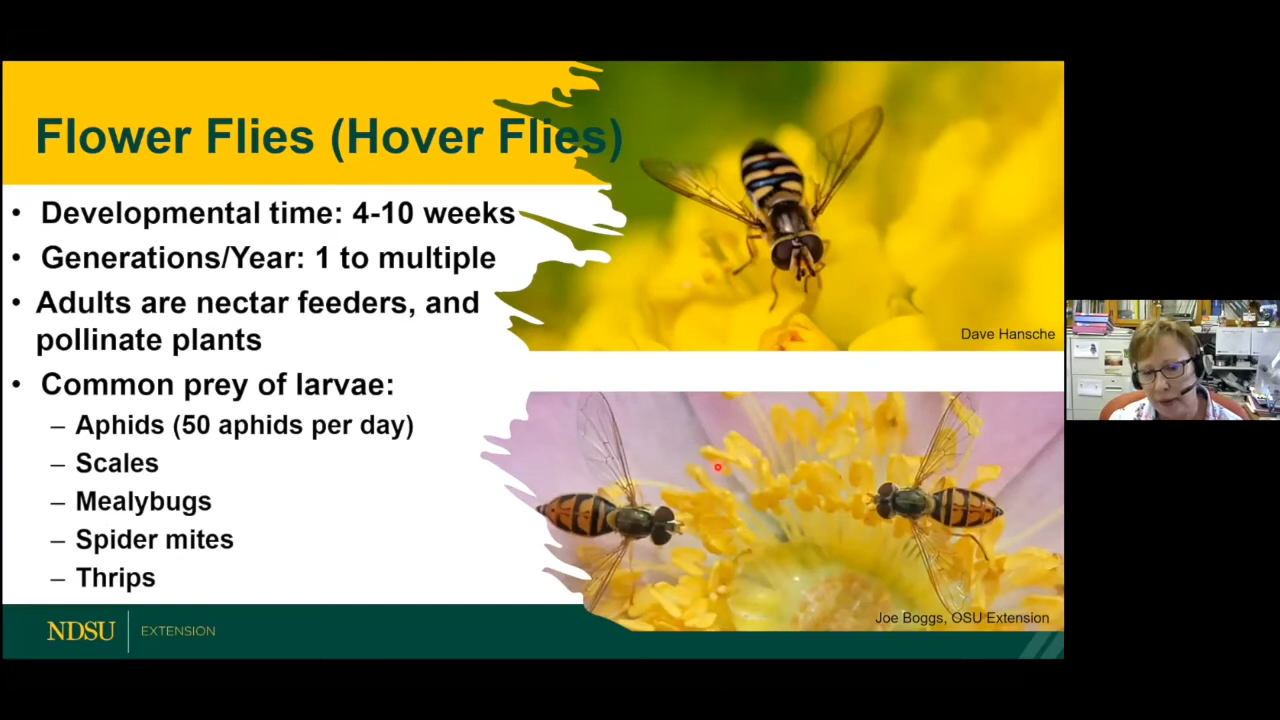 Flower Flies (Hover Flies)
• Developmental time: 4-10 weeks
• Generations/Year: 1 to multiple
• Adults are nectar feeders, and
pollinate plants
• Common prey of larvae:
– Aphids (50 aphids per day)
– Scales
– Mealybugs
– Spider mites
– Thrips
Dave Hansche
Joe Boggs, OSU Extension
NDSU EXTENSION